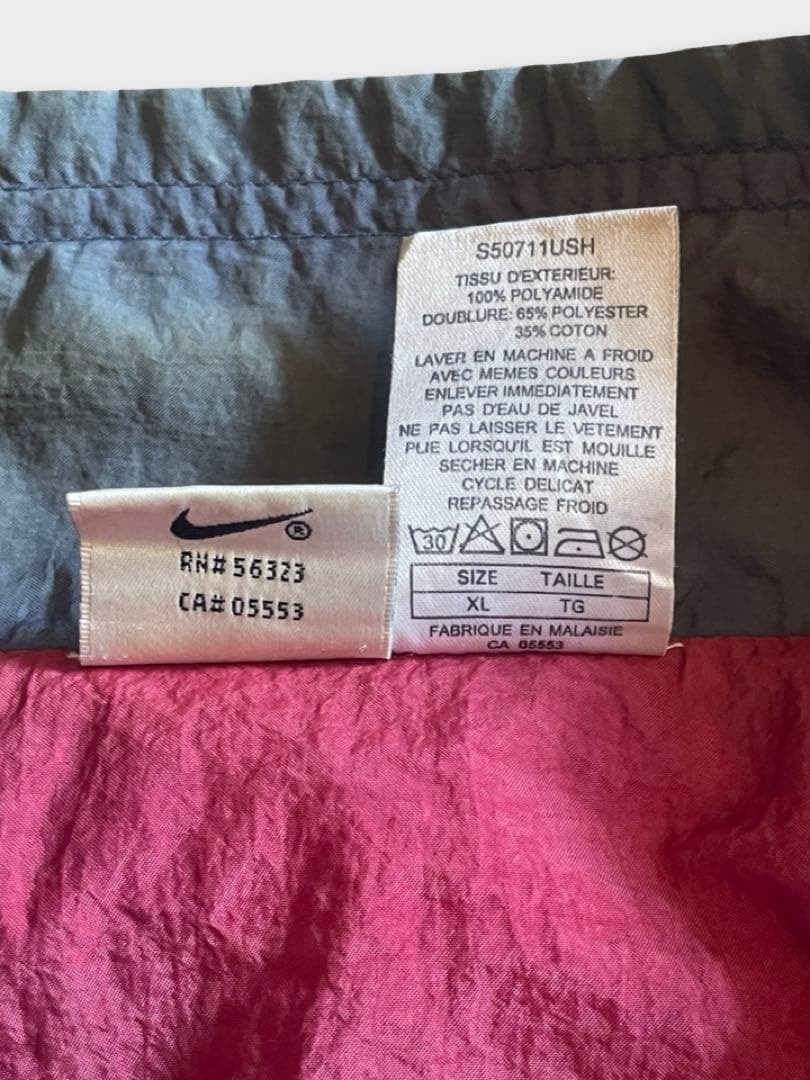 S50711USH
TISSU D'EXTERIEUR:
100% POLYAMIDE
DOUBLURE: 65% POLYESTER
35% COTON
LAVER EN MACHINE A FROID
AVEC MEMES COULEURS
ENLEVER IMMEDIATEMENT
PAS D'EAU DE JAVEL
NE PAS LAISSER LE VETEMENT
PLIE LORSQU'IL EST MOUILLE
SECHER EN MACHINE
CYCLE DELICAT
REPASSAGE FROID
30
SIZE TAILLE
XL TG
FABRIQUE EN MALAISIE
CA 05553
®
RN# 56323
CA# 05553